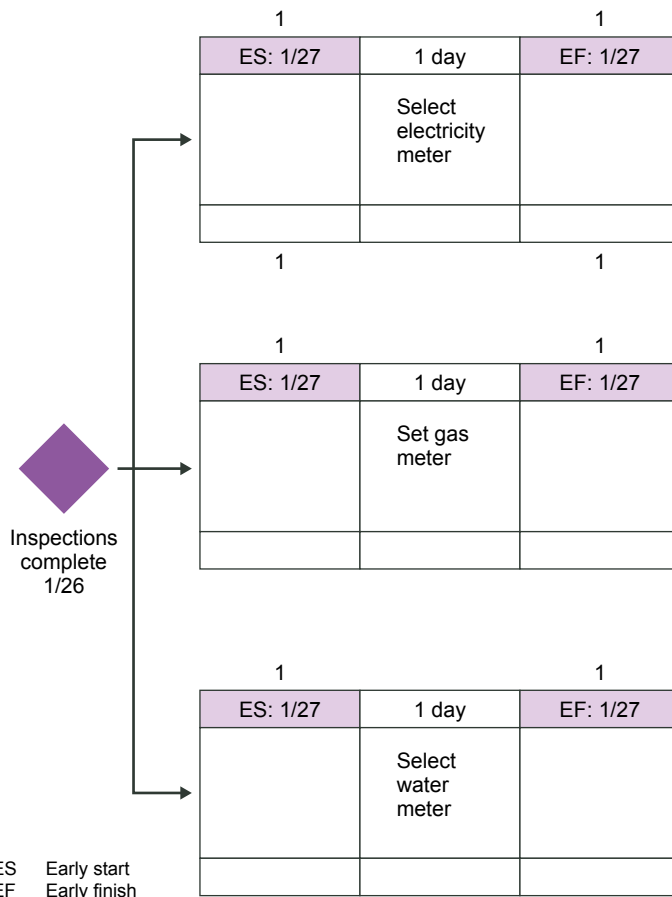 1 1
ES: 1/27 1 day EF: 1/27
Select
electricity
meter
1 1
1 1
ES: 1/27 1 day EF: 1/27
Set gas
meter
Inspections
complete
1/26
1 1
ES: 1/27 1 day EF: 1/27
Select
water
meter
ES Early start
EF Early finish